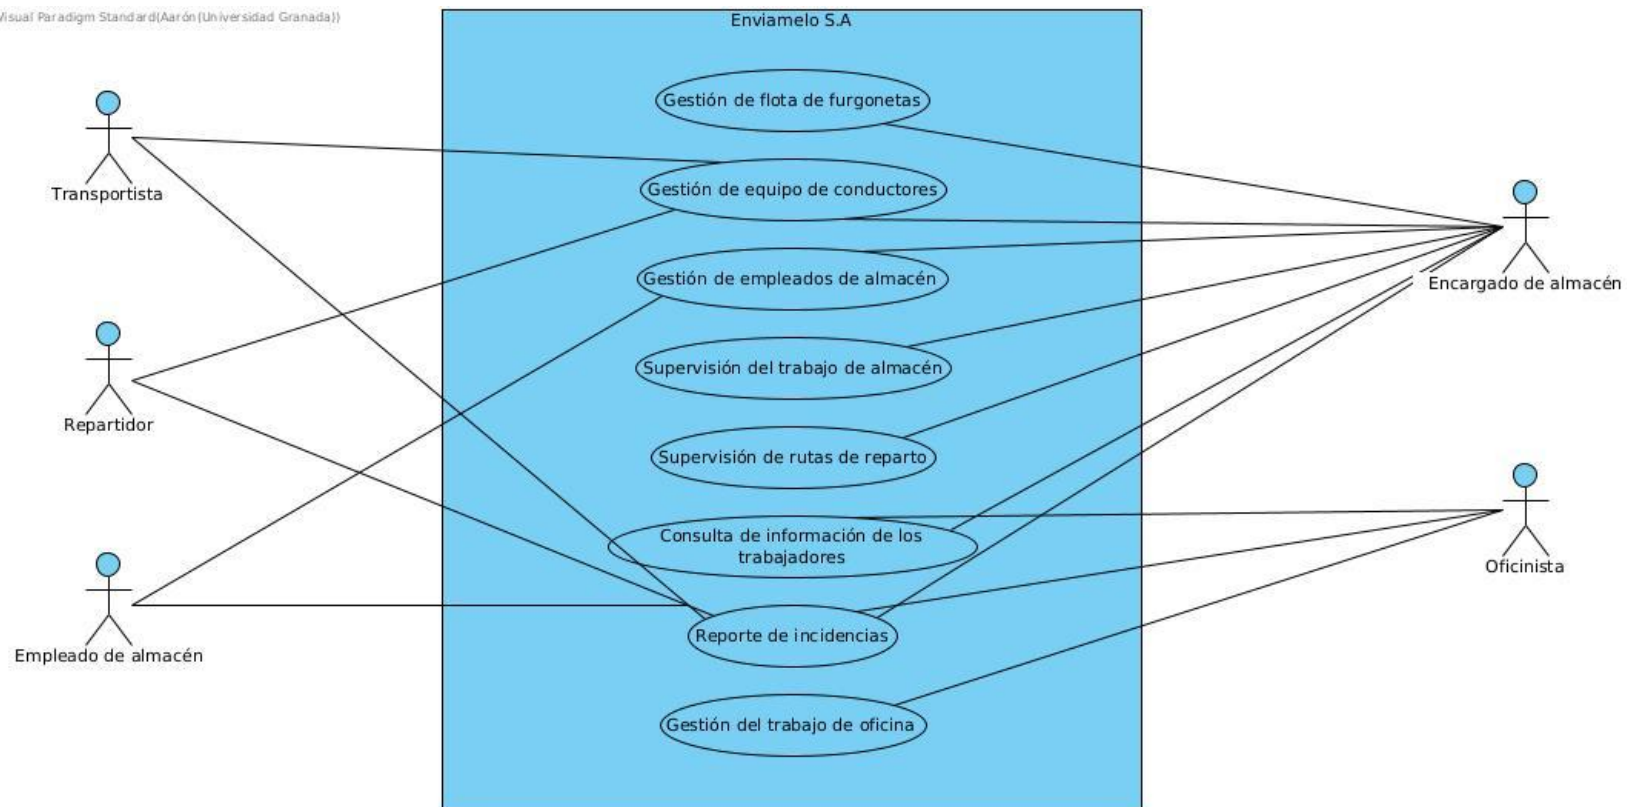 Visual Paradigm Standard(Aarón(Universidad Granada))
Enviamelo S.A
Gestión de flota de furgonetas
Transportista
Gestión de equipo de conductores
Gestión de empleados de almacén
Encargado de almacén
Supervisión del trabajo de almacén
Repartidor
Supervisión de rutas de reparto
Consulta de información de los
trabajadores
Oficinista
Reporte de incidencias
Empleado de almacén
Gestión del trabajo de oficina